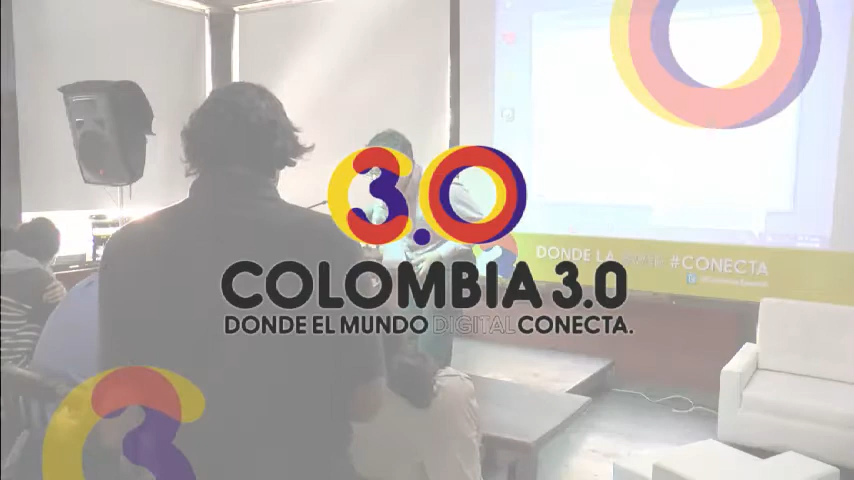 3.0
COLOMBIA 3.0
DONDE EL MUNDO DIGITAL CONECTA.
DONDE LA #CONECTA